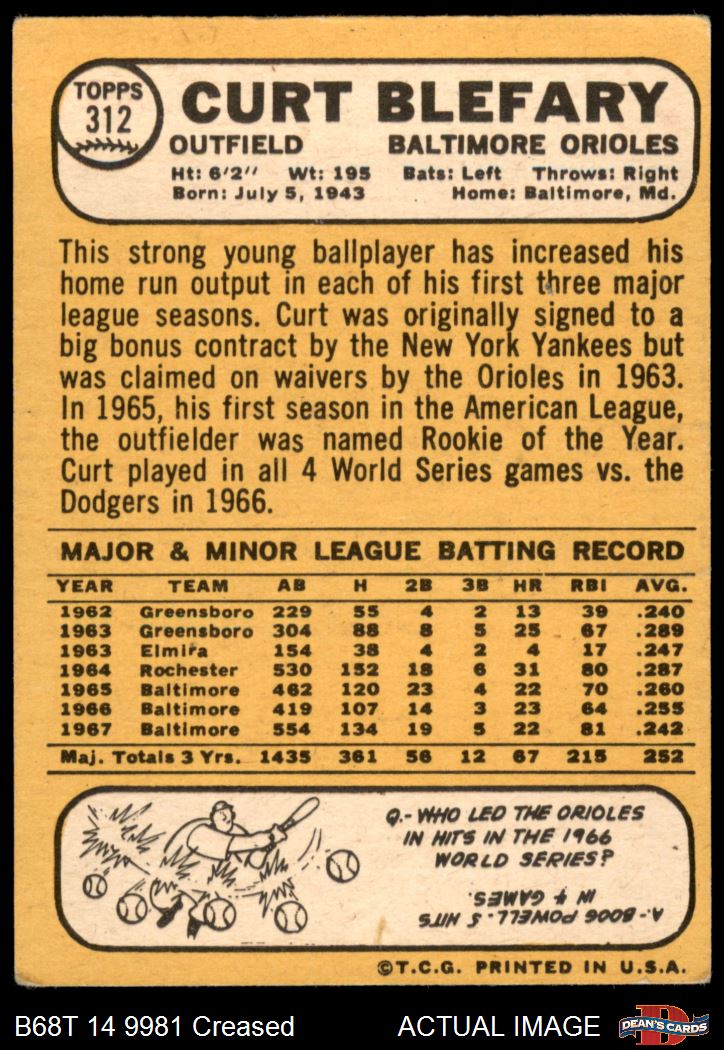 TOPPS
312
CURT BLEFARY
OUTFIELD BALTIMORE ORIOLES
Ht: 6'2" Wt: 195 Bats: Left Throws: Right
Born: July 5, 1943 Home: Baltimore, Md.
This strong young ballplayer has increased his
home run output in each of his first three major
league seasons. Curt was originally signed to a
big bonus contract by the New York Yankees but
was claimed on waivers by the Orioles in 1963.
In 1965, his first season in the American League,
the outfielder was named Rookie of the Year.
Curt played in all 4 World Series games vs. the
Dodgers in 1966.
MAJOR & MINOR LEAGUE BATTING RECORD
YEAR TEAM AB H 2B 3B HR RBI AVG.
1962 Greensboro 229 55 4 2 13 39 .240
1963 Greensboro 304 88 8 5 25 67 .289
1963 Elmira 154 38 4 2 4 17 .247
1964 Rochester 530 152 18 6 31 80 .287
1965 Baltimore 462 120 23 4 22 70 .260
1966 Baltimore 419 107 14 3 23 64 .255
1967 Baltimore 554 134 19 5 22 81 .242
Maj. Totals 3 Yrs. 1435 361 56 12 67 215 252
Q.- WHO LED THE ORIOLES
IN HITS IN THE 1966
WORLD SERIES?
A- BOOG POWELL. 5 HITS
IN 4 GAMES.
©T.C.G. PRINTED IN U.S.A.
B68T 14 9981 Creased ACTUAL IMAGE
D
DEAN'S CARDS